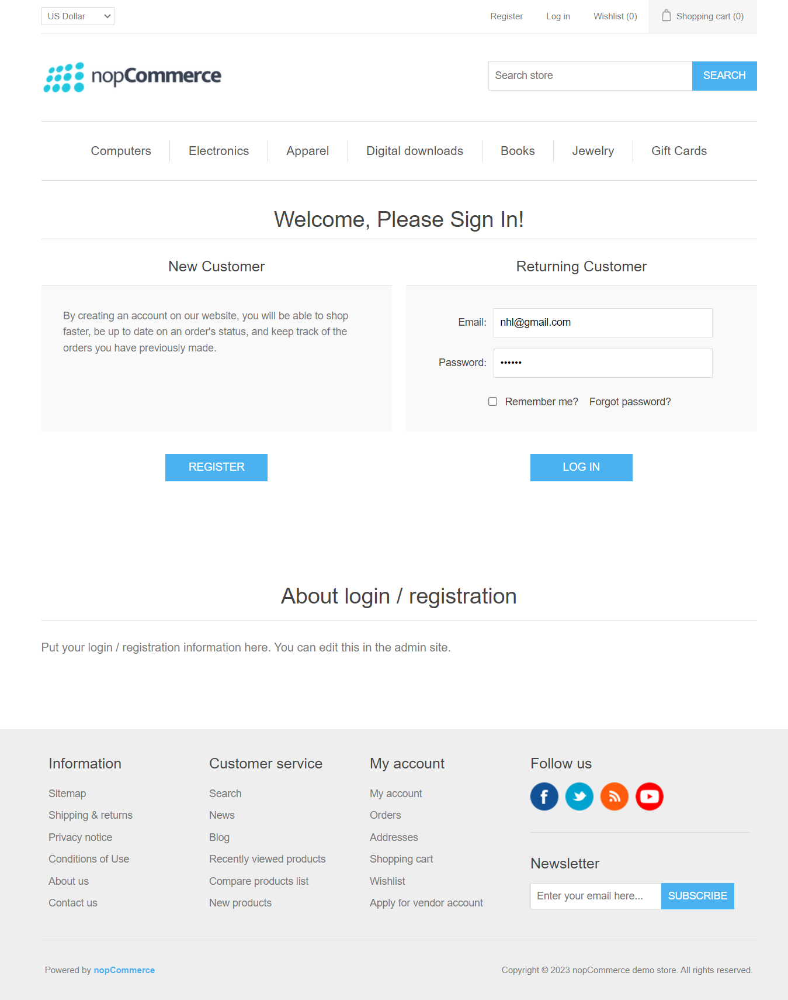 US Dollar
Register
Log in
Wishlist (0)
Shopping cart (0)
nopCommerce
Search store
SEARCH
Computers
Electronics
Apparel
Digital downloads
Books
Jewelry
Gift Cards
Welcome, Please Sign In!
New Customer
By creating an account on our website, you will be able to shop
faster, be up to date on an order's status, and keep track of the
orders you have previously made.
REGISTER
Returning Customer
Email:
nhl@gmail.com
Password:
••••••
Remember me?
Forgot password?
LOG IN
About login / registration
Put your login / registration information here. You can edit this in the admin site.
Information
Sitemap
Shipping & returns
Privacy notice
Conditions of Use
About us
Contact us
Customer service
Search
News
Blog
Recently viewed products
Compare products list
New products
My account
My account
Orders
Addresses
Shopping cart
Wishlist
Apply for vendor account
Follow us
Newsletter
Enter your email here...
SUBSCRIBE
Powered by nopCommerce
Copyright © 2023 nopCommerce demo store. All rights reserved.